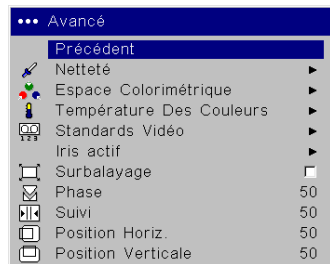 ••• Avancé
Précédent
Netteté
Espace Colorimétrique
Température Des Couleurs
Standards Vidéo
Iris actif
Surbalayage
Phase 50
Suivi 50
Position Horiz. 50
Position Verticale 50